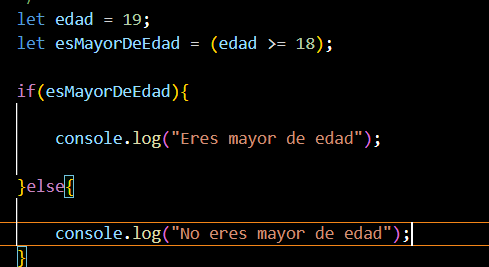 let edad = 19;
let esMayorDeEdad = (edad >= 18);
if(esMayorDeEdad){
console.log("Eres mayor de edad");
}else{
console.log("No eres mayor de edad");
}